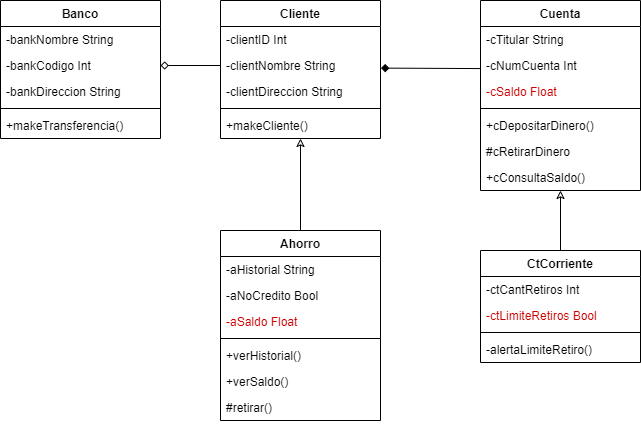 Banco
-bankNombre String
-bankCodigo Int
-bankDireccion String
+makeTransferencia()
Cliente
-clientID Int
-clientNombre String
-clientDireccion String
+makeCliente()
Cuenta
-cTitular String
-cNumCuenta Int
-cSaldo Float
+cDepositarDinero()
#cRetirarDinero
+cConsultaSaldo()
Ahorro
-aHistorial String
-aNoCredito Bool
-aSaldo Float
+verHistorial()
+verSaldo()
#retirar()
CtCorriente
-ctCantRetiros Int
-ctLimiteRetiros Bool
-alertaLimiteRetiro()